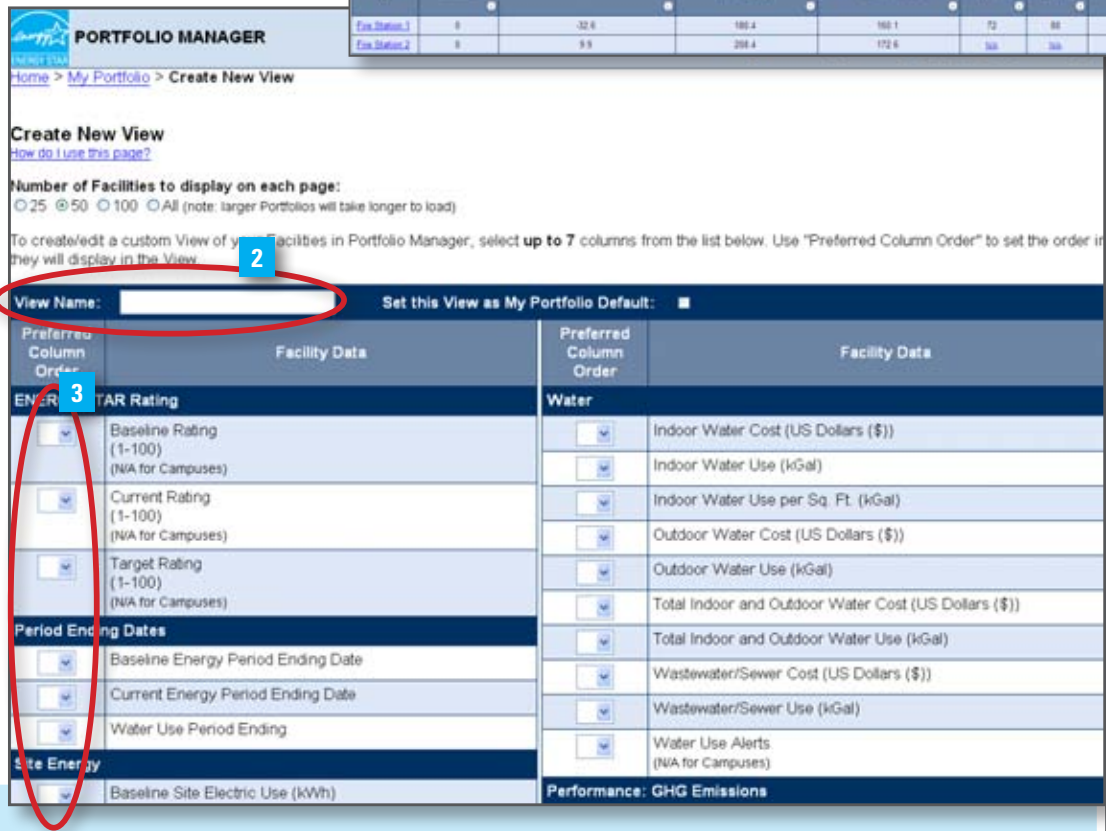 Fire Station 1 0 -32.6 180.4 160.1 72 88
Fire Station 2 0 9.9 208.4 172.6 N/A N/A
ENERGY STAR
PORTFOLIO MANAGER
Home > My Portfolio > Create New View
Create New View
How do I use this page?
Number of Facilities to display on each page:
25 50 100 All (note: larger Portfolios will take longer to load)
To create/edit a custom View of your Facilities in Portfolio Manager, select up to 7 columns from the list below. Use "Preferred Column Order" to set the order in
they will display in the View.
2
View Name:
Set this View as My Portfolio Default:
Preferred Column Order
Facility Data
3
ENERGY STAR Rating
Baseline Rating
(1-100)
(N/A for Campuses)
Current Rating
(1-100)
(N/A for Campuses)
Target Rating
(1-100)
(N/A for Campuses)
Period Ending Dates
Baseline Energy Period Ending Date
Current Energy Period Ending Date
Water Use Period Ending
Site Energy
Baseline Site Electric Use (kWh)
Preferred Column Order
Facility Data
Water
Indoor Water Cost (US Dollars ($))
Indoor Water Use (kGal)
Indoor Water Use per Sq. Ft. (kGal)
Outdoor Water Cost (US Dollars ($))
Outdoor Water Use (kGal)
Total Indoor and Outdoor Water Cost (US Dollars ($))
Total Indoor and Outdoor Water Use (kGal)
Wastewater/Sewer Cost (US Dollars ($))
Wastewater/Sewer Use (kGal)
Water Use Alerts
(N/A for Campuses)
Performance: GHG Emissions